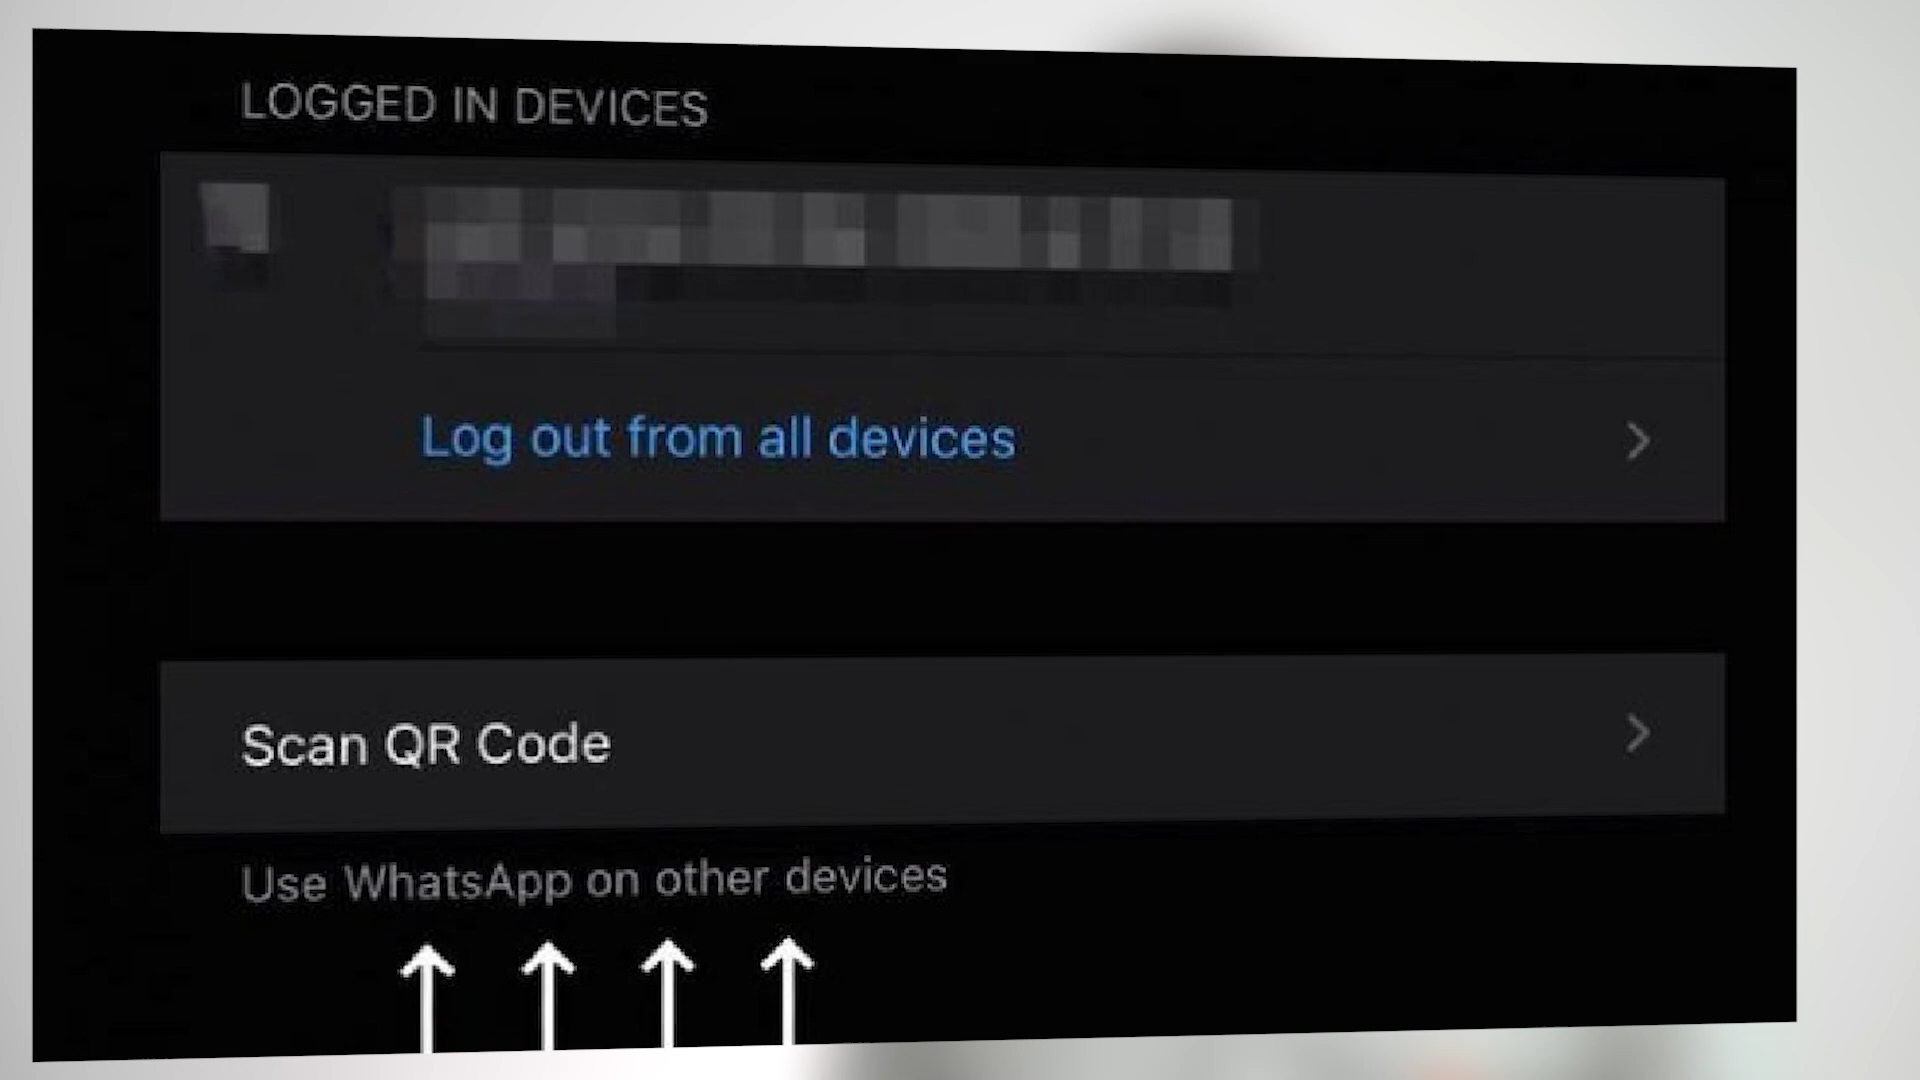 LOGGED IN DEVICES
Log out from all devices
Scan QR Code
Use WhatsApp on other devices